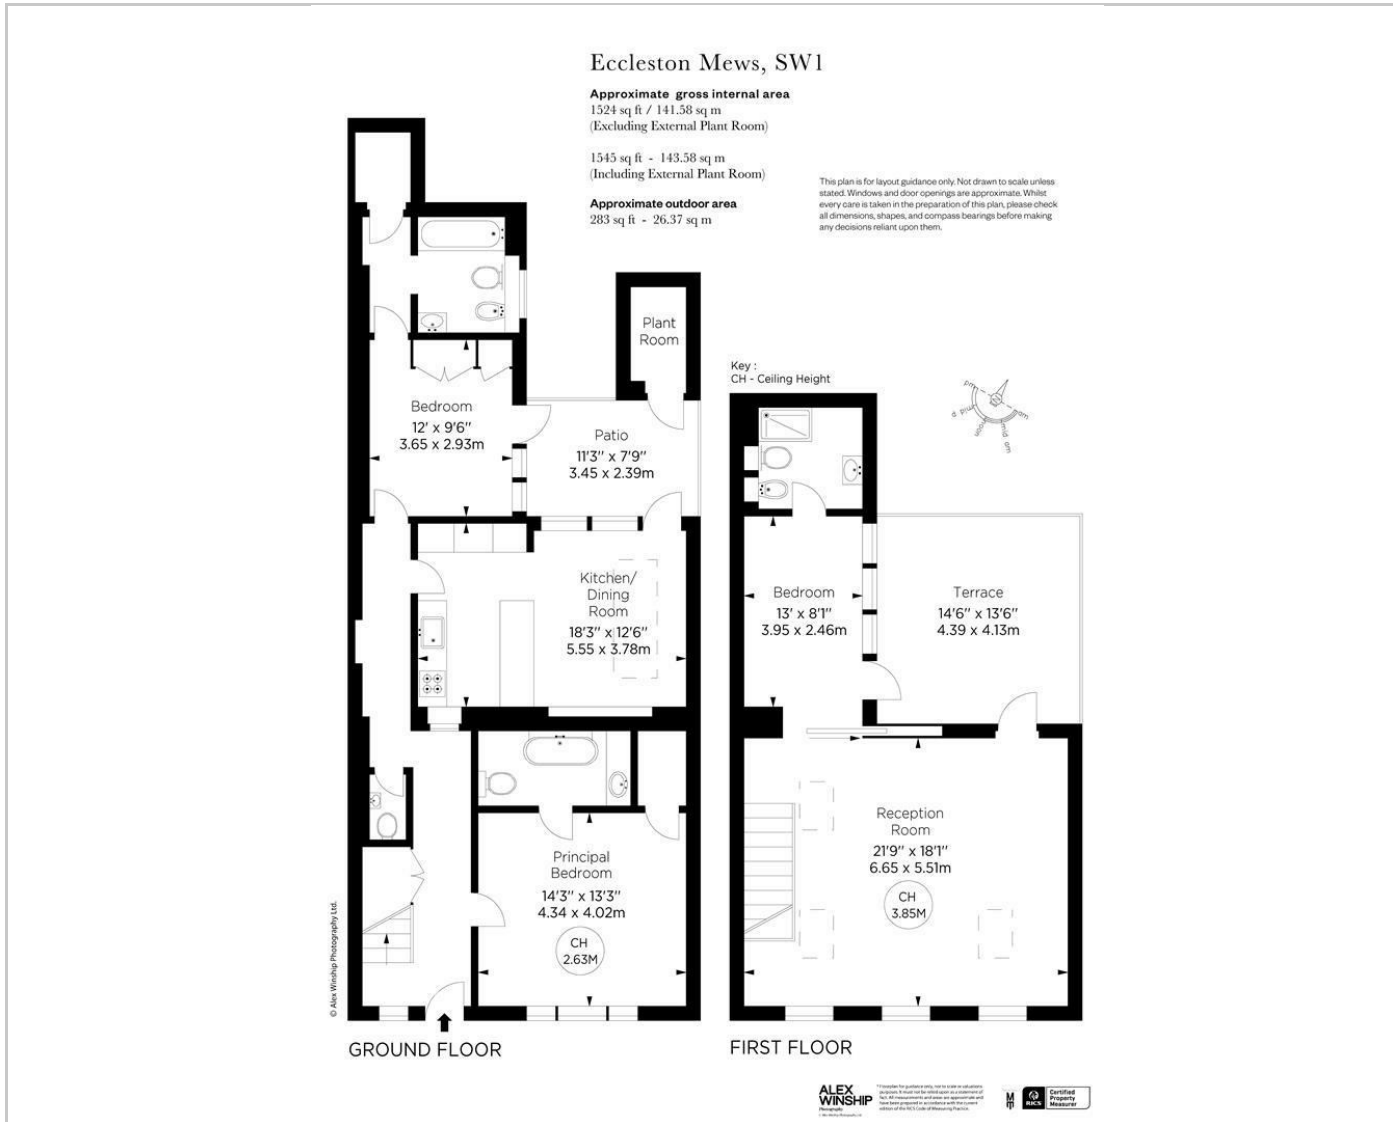 Eccleston Mews, SW1
Approximate gross internal area
1524 sq ft / 141.58 sq m
(Excluding External Plant Room)
1545 sq ft - 143.58 sq m
(Including External Plant Room)
Approximate outdoor area
283 sq ft - 26.37 sq m
This plan is for layout guidance only. Not drawn to scale unless
stated. Windows and door openings are approximate. Whilst
every care is taken in the preparation of this plan, please check
all dimensions, shapes, and compass bearings before making
any decisions reliant upon them.
Plant
Room
Key :
CH - Ceiling Height
pm
mid p
noon
mid am
am
Bedroom
12' x 9'6"
3.65 x 2.93m
Patio
11'3" x 7'9"
3.45 x 2.39m
Kitchen/
Dining
Room
18'3" x 12'6"
5.55 x 3.78m
Principal
Bedroom
14'3" x 13'3"
4.34 x 4.02m
CH
2.63M
© Alex Winship Photography Ltd.
GROUND FLOOR
Bedroom
13' x 8'1"
3.95 x 2.46m
Terrace
14'6" x 13'6"
4.39 x 4.13m
Reception
Room
21'9" x 18'1"
6.65 x 5.51m
CH
3.85M
FIRST FLOOR
ALEX
WINSHIP
Photography
RICS
Certified
Property
Measurer